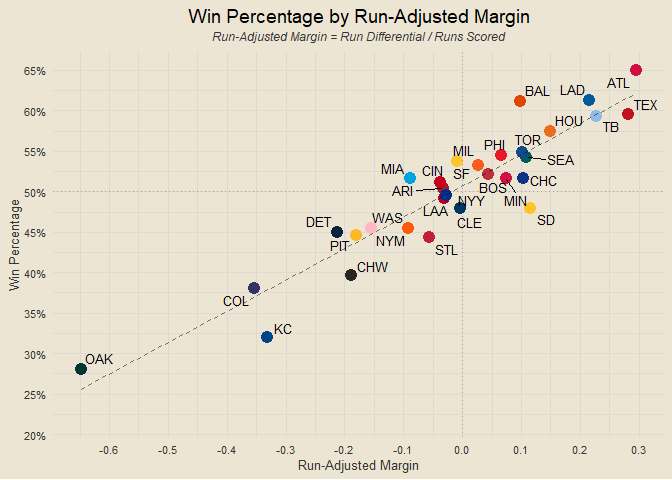 Win Percentage by Run-Adjusted Margin
Run-Adjusted Margin = Run Differential / Runs Scored
65%
ATL
BAL
LAD
60%
TEX
HOU
TB
55%
MIL
PHI
TOR
SEA
MIA
CIN
SF
50%
ARI
BOS
CHC
LAA
NYY
MIN
DET
WAS
CLE
SD
45%
PIT
NYM
STL
40%
CHW
COL
35%
KC
30%
OAK
25%
20%
Win Percentage
-0.6
-0.5
-0.4
-0.3
-0.2
-0.1
0.0
0.1
0.2
0.3
Run-Adjusted Margin